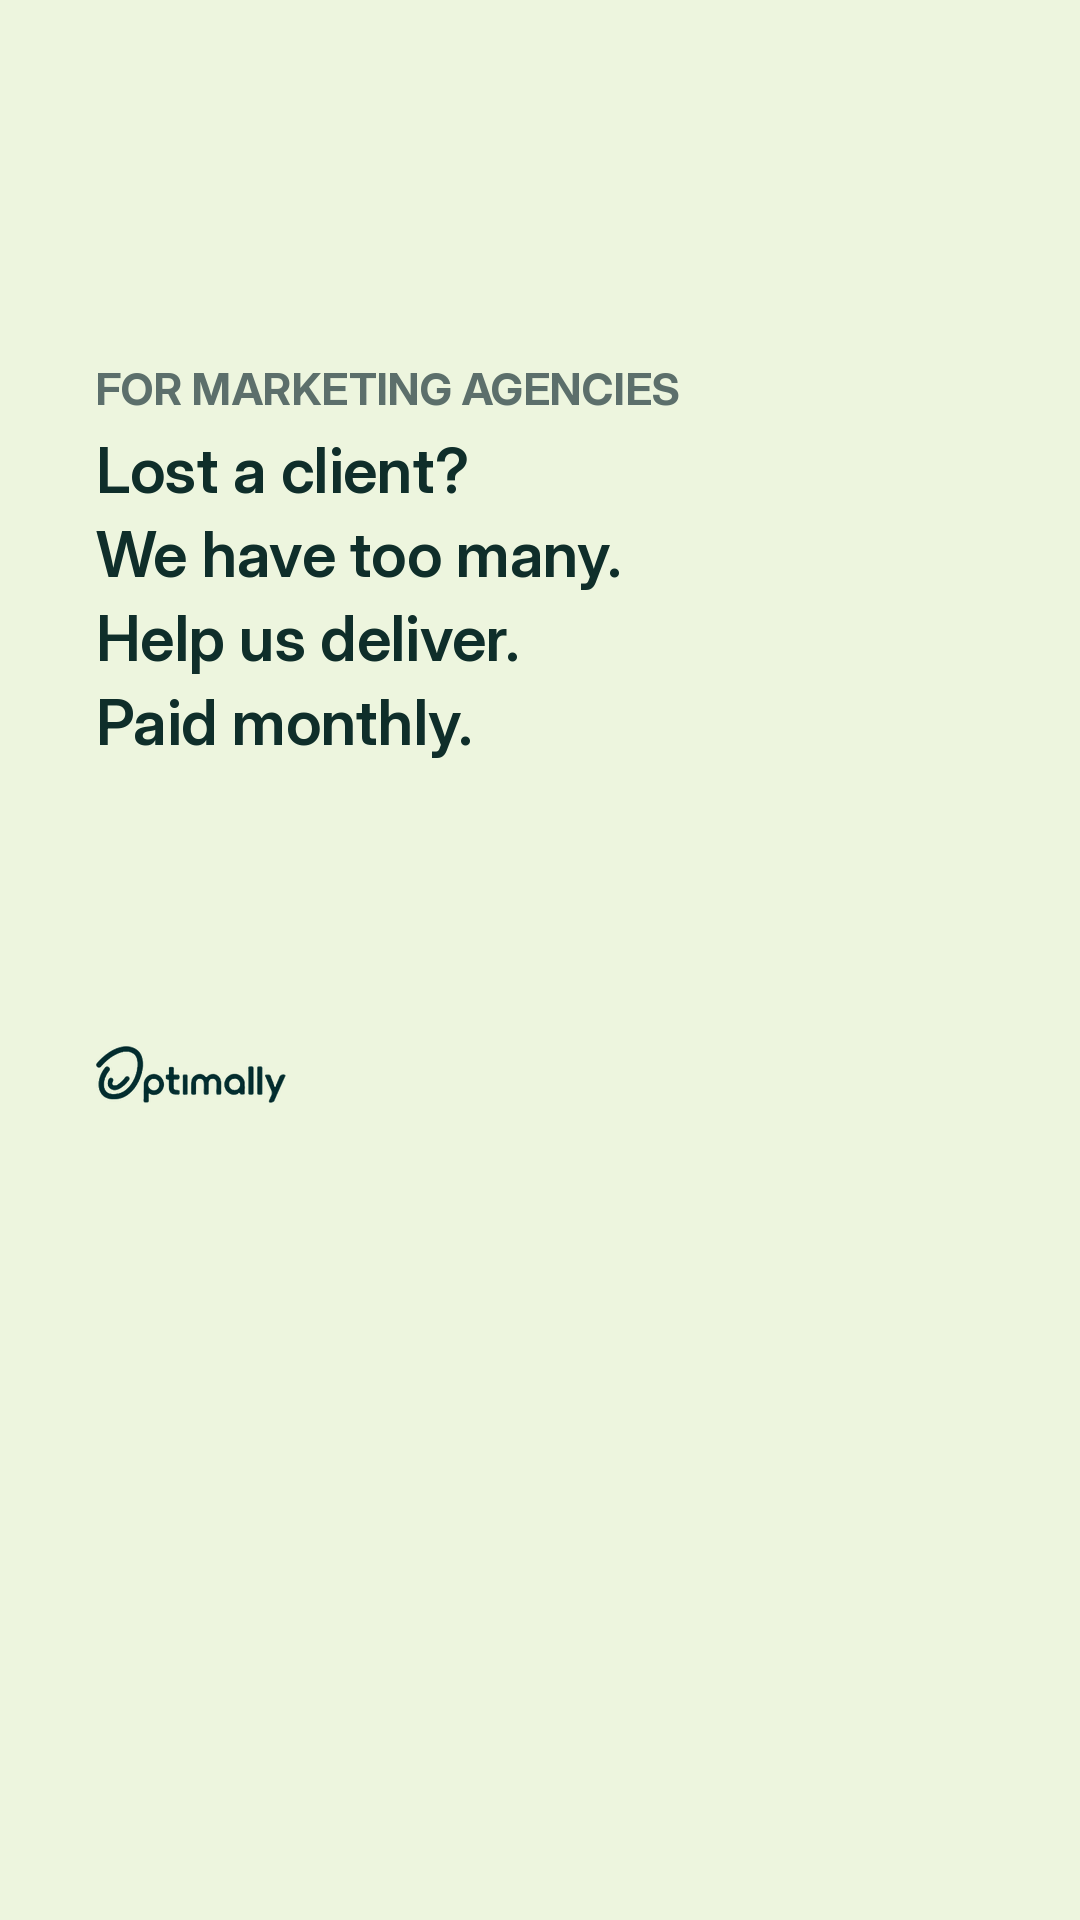 FOR MARKETING AGENCIES
Lost a client?
We have too many.
Help us deliver.
Paid monthly.
Optimally